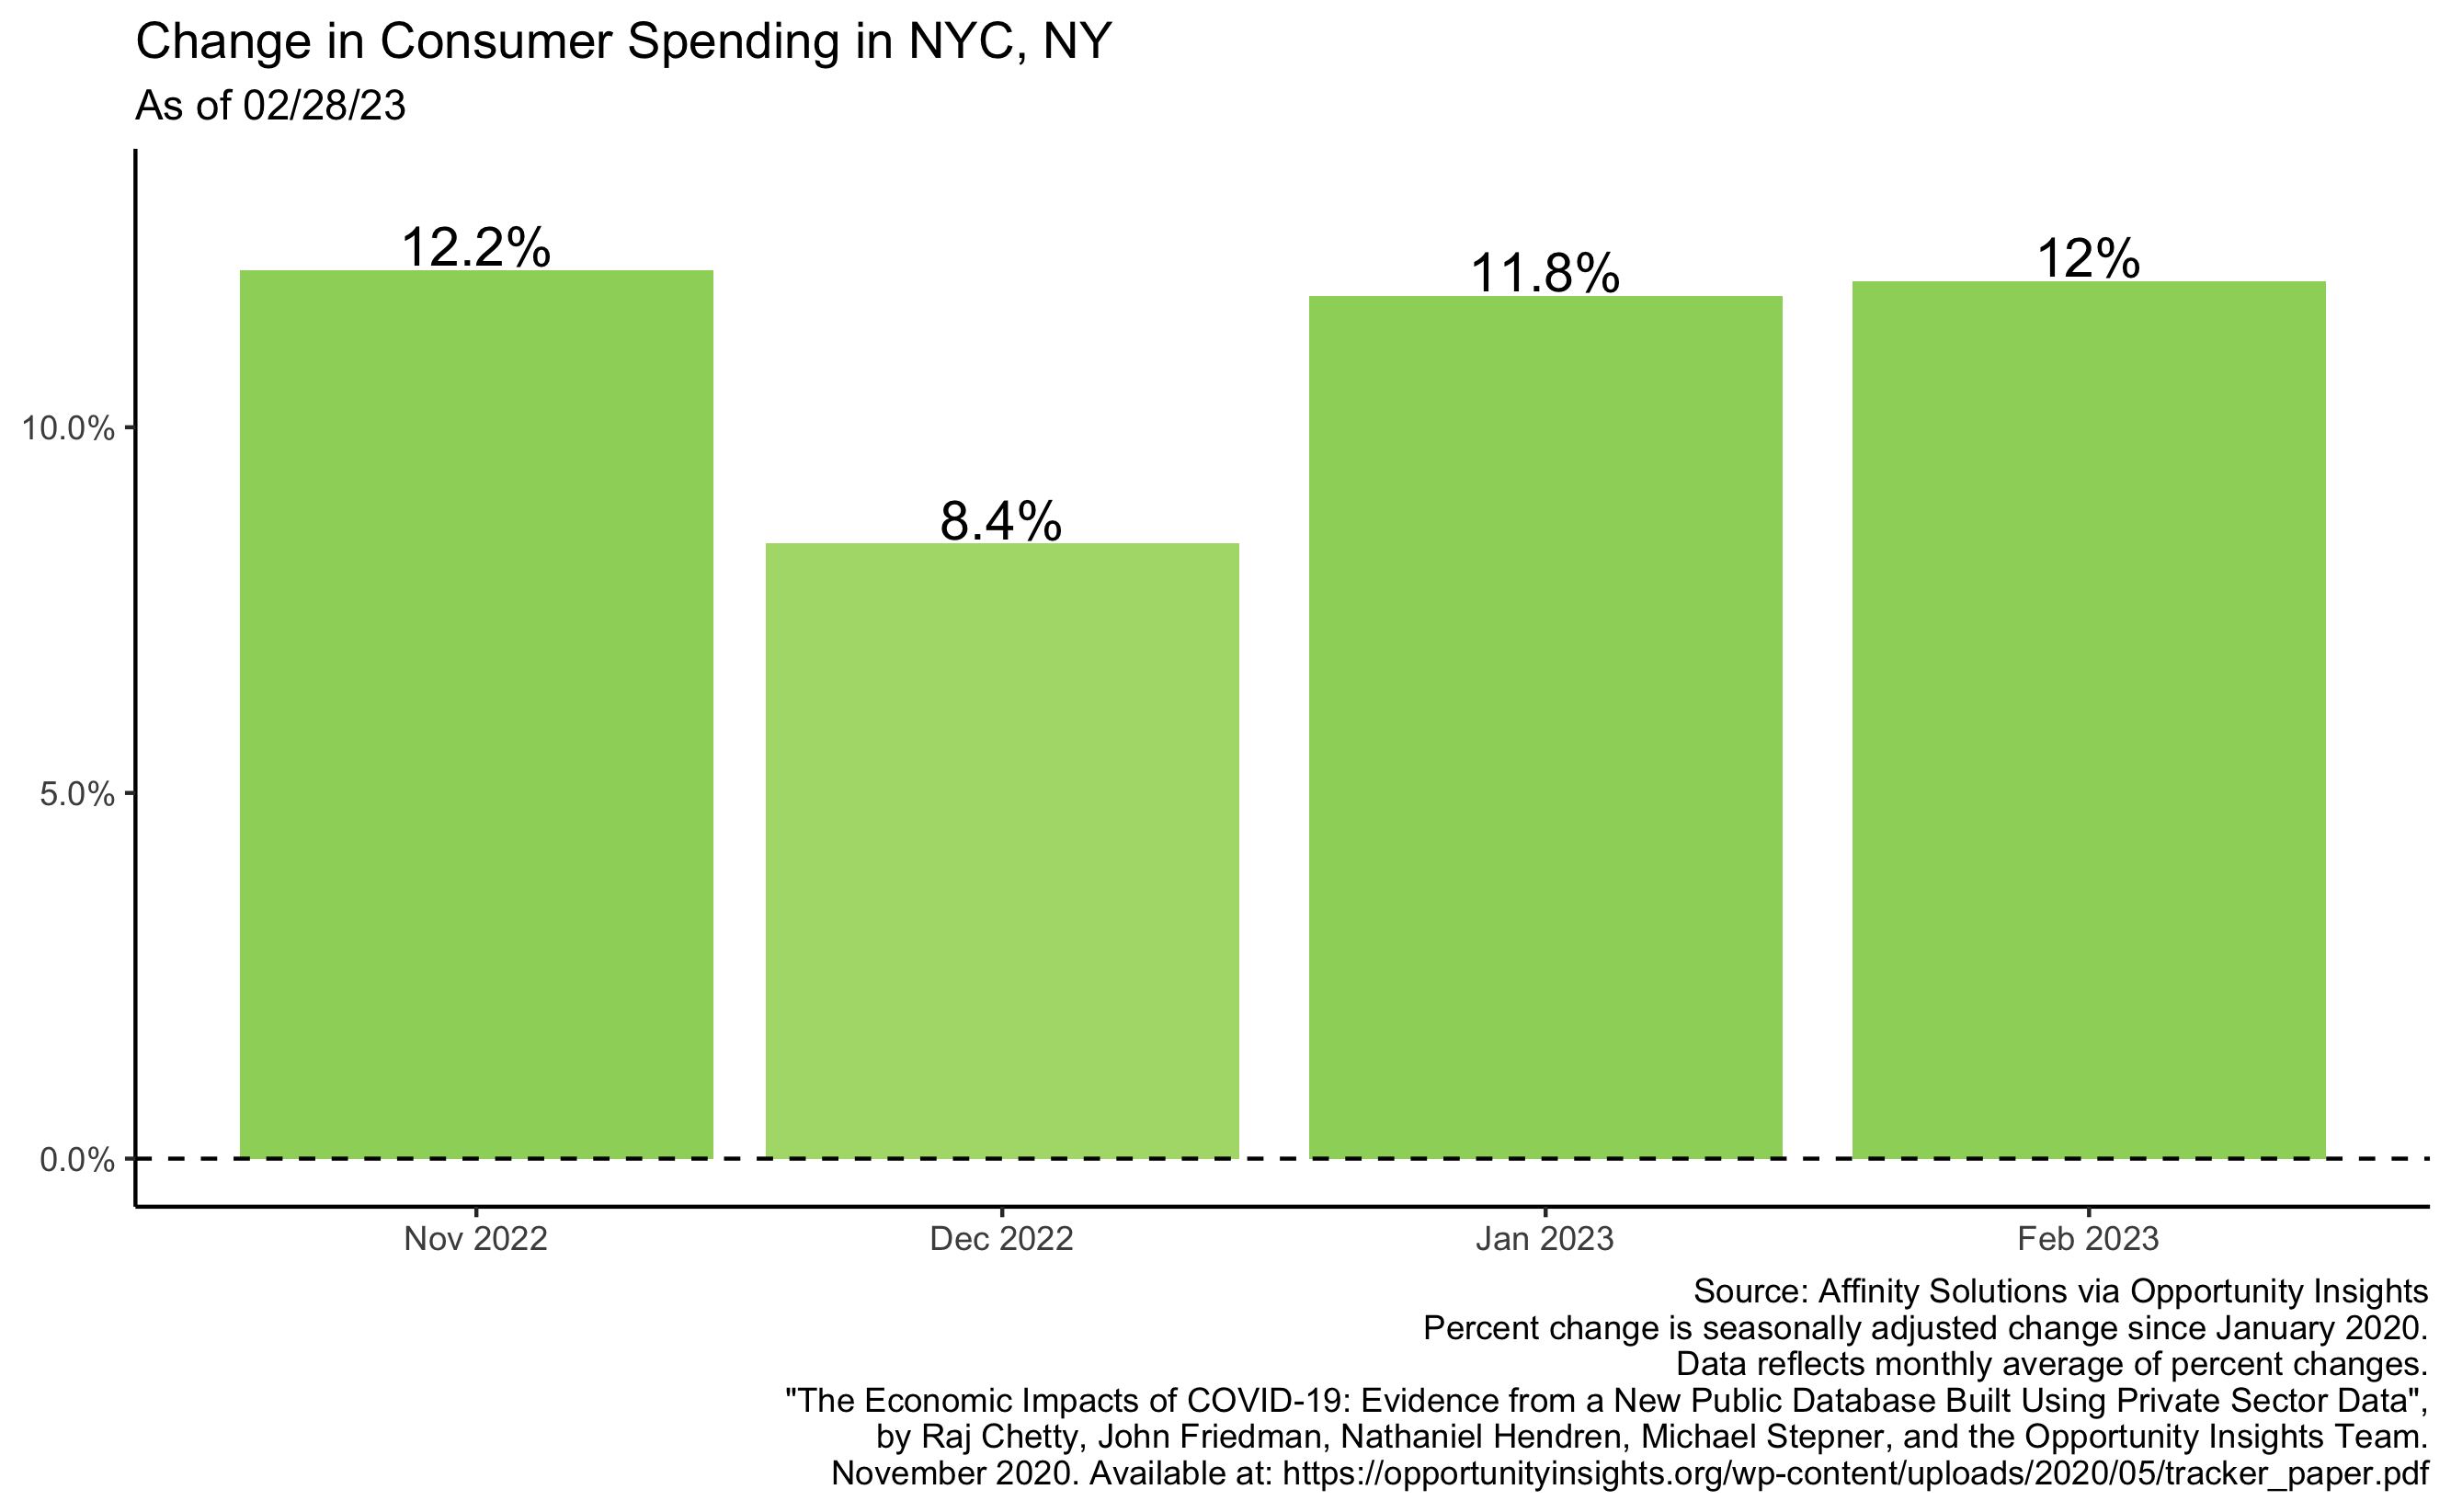 Change in Consumer Spending in NYC, NY
As of 02/28/23
12.2%
8.4%
11.8%
12%
10.0%
5.0%
0.0%
Nov 2022
Dec 2022
Jan 2023
Feb 2023
Source: Affinity Solutions via Opportunity Insights
Percent change is seasonally adjusted change since January 2020.
Data reflects monthly average of percent changes.
"The Economic Impacts of COVID-19: Evidence from a New Public Database Built Using Private Sector Data",
by Raj Chetty, John Friedman, Nathaniel Hendren, Michael Stepner, and the Opportunity Insights Team.
November 2020. Available at: https://opportunityinsights.org/wp-content/uploads/2020/05/tracker_paper.pdf